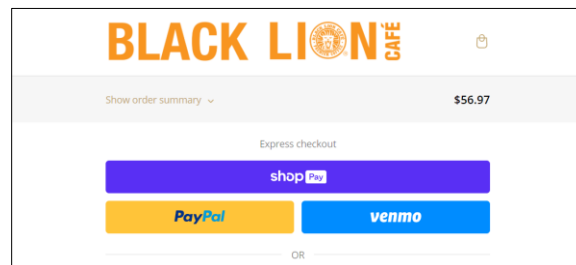 BLACK LION CAFÉ
Show order summary
$56.97
Express checkout
shop Pay
PayPal
venmo
OR